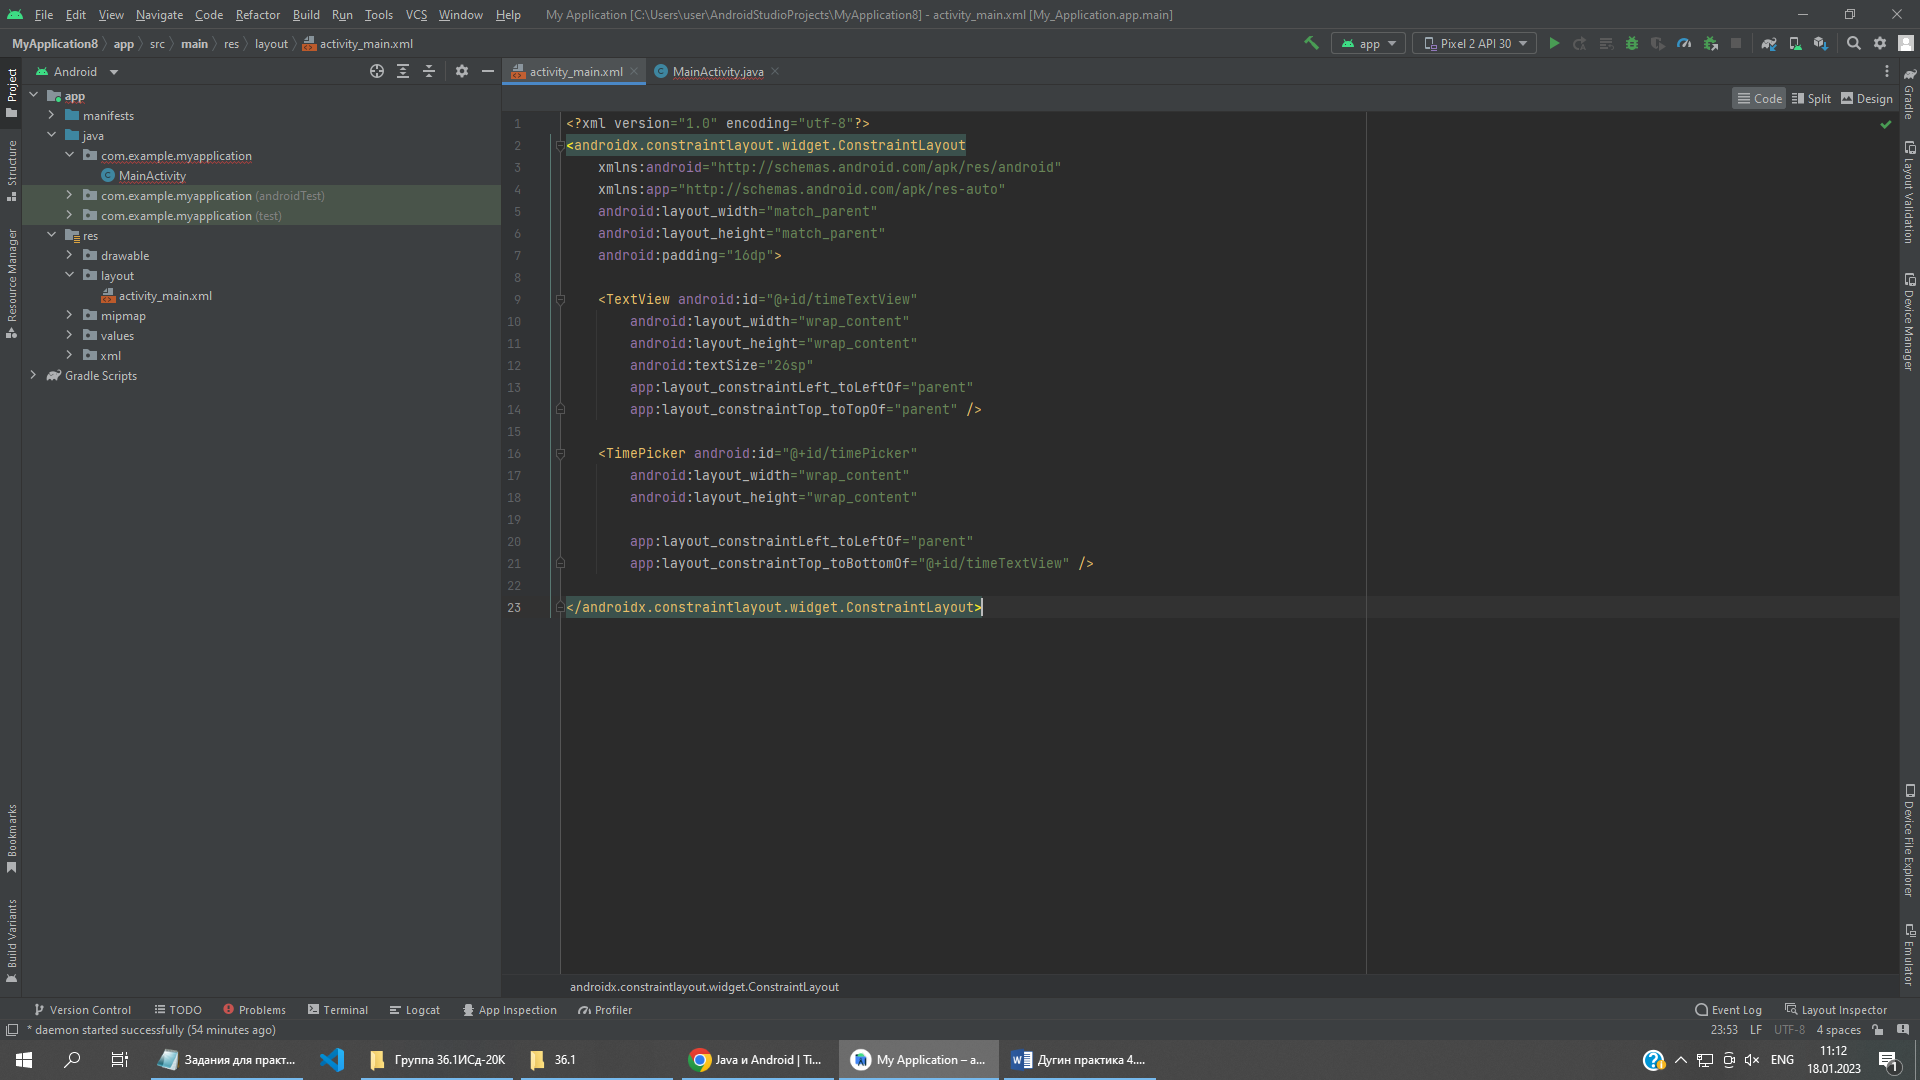 File Edit View Navigate Code Refactor Build Run Tools VCS Window Help My Application [C:\Users\user\AndroidStudioProjects\MyApplication8] - activity_main.xml [My_Application.app.main]
MyApplication8 app src main res layout activity_main.xml app Pixel 2 API 30
Project
Structure
Resource Manager
Bookmarks
Build Variants
Android
app
manifests
java
com.example.myapplication
MainActivity
com.example.myapplication (androidTest)
com.example.myapplication (test)
res
drawable
layout
activity_main.xml
mipmap
values
xml
Gradle Scripts
activity_main.xml MainActivity.java
Code Split Design
1 <?xml version="1.0" encoding="utf-8"?>
2 <androidx.constraintlayout.widget.ConstraintLayout
3 xmlns:android="http://schemas.android.com/apk/res/android"
4 xmlns:app="http://schemas.android.com/apk/res-auto"
5 android:layout_width="match_parent"
6 android:layout_height="match_parent"
7 android:padding="16dp">
8
9 <TextView android:id="@+id/timeTextView"
10 android:layout_width="wrap_content"
11 android:layout_height="wrap_content"
12 android:textSize="26sp"
13 app:layout_constraintLeft_toLeftOf="parent"
14 app:layout_constraintTop_toTopOf="parent" />
15
16 <TimePicker android:id="@+id/timePicker"
17 android:layout_width="wrap_content"
18 android:layout_height="wrap_content"
19
20 app:layout_constraintLeft_toLeftOf="parent"
21 app:layout_constraintTop_toBottomOf="@+id/timeTextView" />
22
23 </androidx.constraintlayout.widget.ConstraintLayout>
androidx.constraintlayout.widget.ConstraintLayout
Gradle
Layout Validation
Device Manager
Device File Explorer
Emulator
Version Control TODO Problems Terminal Logcat App Inspection Profiler Event Log Layout Inspector
* daemon started successfully (54 minutes ago) 23:53 LF UTF-8 4 spaces
Задания для практ... Группа 36.1ИСд-20К 36.1 Java и Android | Ti... My Application – a... Дугин практика 4.... ENG 11:12
18.01.2023
1